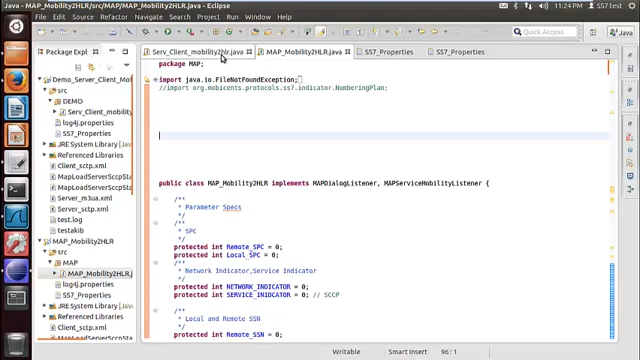 Java - MAP_Mobility2HLR/src/MAP/MAP_Mobility2HLR.java - Eclipse
11:24 PM
SS7 test
File Edit Source Refactor Navigate Search Project Run Window Help
Quick Access
Java
Package Expl
Serv_Client_mobility2hlr.java
MAP_Mobility2HLR.java
SS7_Properties
SS7_Properties
Demo_Server_Client_mobility
src
DEMO
Serv_Client_mobility
log4j.properties
SS7_Properties
JRE System Library [Java
Referenced Libraries
Client_sctp.xml
MapLoadServerSccpSta
MapLoadServerSccpSta
Server_m3ua.xml
Server_sctp.xml
test.log
testakib
MAP_Mobility2HLR
src
MAP
MAP_Mobility2HLR.j
log4j.properties
SS7_Properties
JRE System Library [Java
Referenced Libraries
Client_sctp.xml
MapLoadServerSccpSta
package MAP;
import java.io.FileNotFoundException;
//import org.mobicents.protocols.ss7.indicator.NumberingPlan;
public class MAP_Mobility2HLR implements MAPDialogListener, MAPServiceMobilityListener {
/**
* Parameter Specs
*/
/**
* SPC
*/
protected int Remote_SPC = 0;
protected int Local_SPC = 0;
/**
* Network Indicator,Service Indicator
*/
protected int NETWORK_INDICATOR = 0;
protected int SERVICE_INIDCATOR = 0; // SCCP
/**
* Local and Remote SSN
*/
protected int Remote_SSN = 0;
Writable
Smart Insert
96 : 1